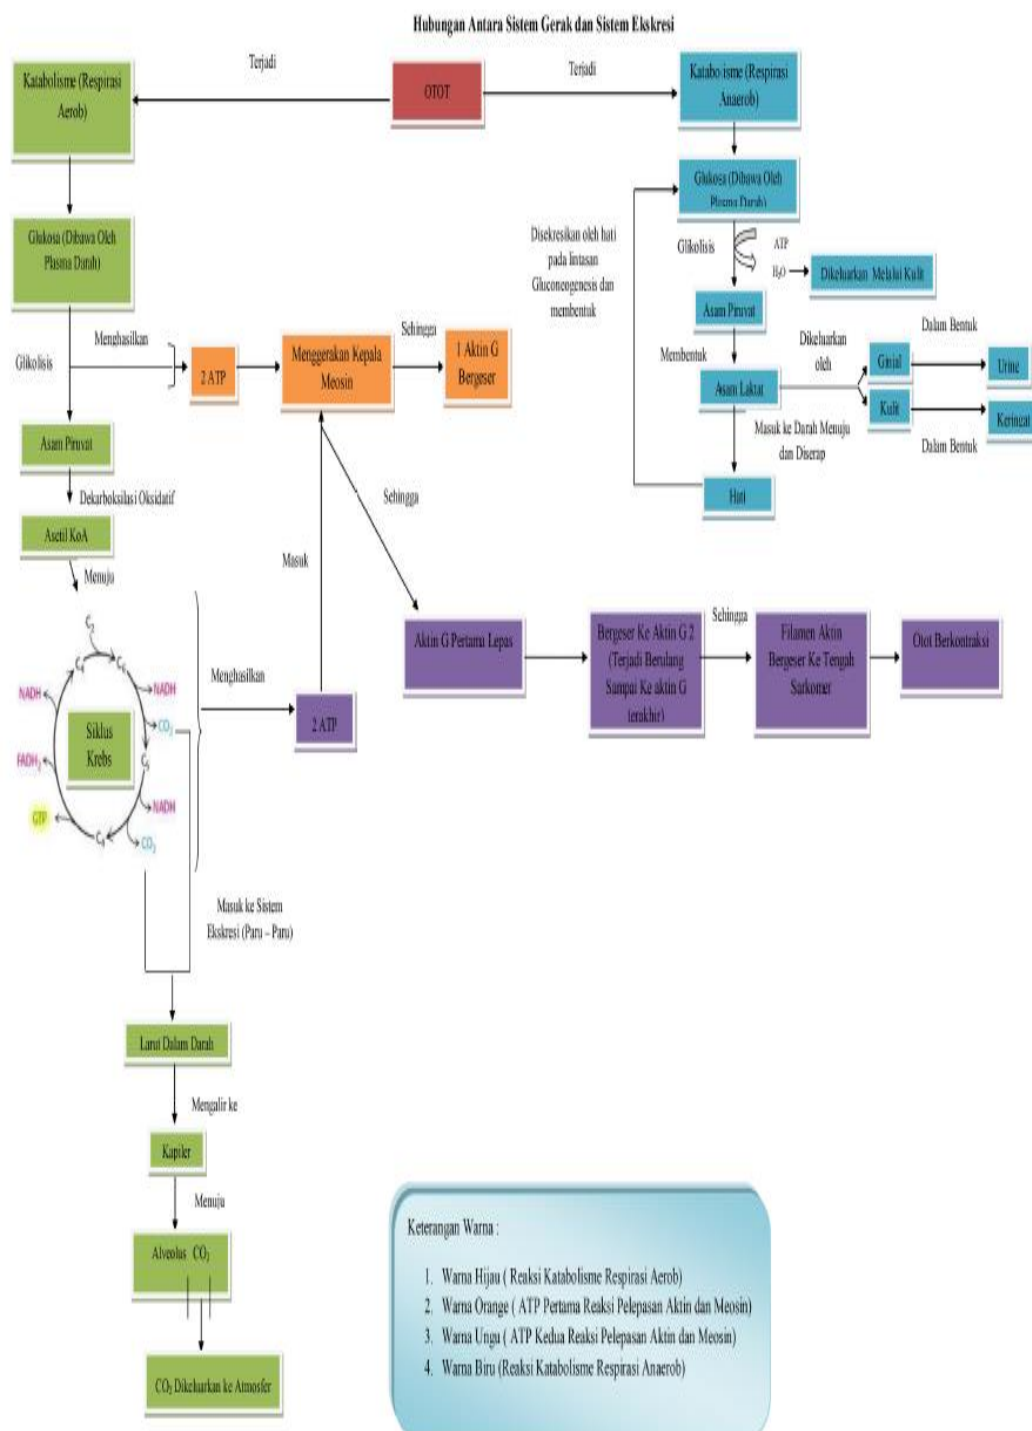 Hubungan Antara Sistem Gerak dan Sistem Ekskresi
Terjadi
Terjadi
Katabolisme (Respirasi
Aerob)
OTOT
Katabolisme (Respirasi
Anaerob)
Glukosa (Dibawa Oleh
Plasma Darah)
Glukosa (Dibawa Oleh
Plasma Darah)
Disekresikan oleh hati
pada lintasan
Gluconeogenesis dan
membentuk
Glikolisis
ATP
H₂O
Dikeluarkan Melalui Kulit
Asam Piruvat
Membentuk
Asam Laktat
Dikeluarkan
oleh
Ginjal
Dalam Bentuk
Urine
Kulit
Dalam Bentuk
Keringat
Masuk ke Darah Menuju
dan Diserap
Hati
Glikolisis
Menghasilkan
2 ATP
Menggerakan Kepala
Meosin
Sehingga
1 Aktin G
Bergeser
Asam Piruvat
Dekarboksilasi Oksidatif
Asetil KoA
Menuju
Masuk
Sehingga
C₂
C₄
C₆
NADH
NADH
CO₂
Siklus
Krebs
C₅
FADH₂
NADH
GTP
C₄
CO₂
Menghasilkan
2 ATP
Aktin G Pertama Lepas
Bergeser Ke Aktin G 2
(Terjadi Berulang
Sampai Ke aktin G
terakhir)
Sehingga
Filamen Aktin
Bergeser Ke Tengah
Sarkomer
Otot Berkontraksi
Masuk ke Sistem
Ekskresi (Paru – Paru)
Larut Dalam Darah
Mengalir ke
Kapiler
Menuju
Alveolus CO₂
CO₂ Dikeluarkan ke Atmosfer
Keterangan Warna :
1. Warna Hijau ( Reaksi Katabolisme Respirasi Aerob)
2. Warna Orange ( ATP Pertama Reaksi Pelepasan Aktin dan Meosin)
3. Warna Ungu ( ATP Kedua Reaksi Pelepasan Aktin dan Meosin)
4. Warna Biru (Reaksi Katabolisme Respirasi Anaerob)